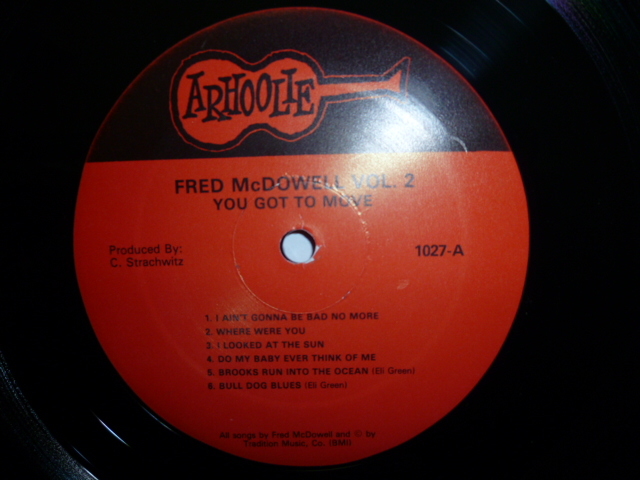 ARHOOLIE
FRED McDOWELL VOL. 2
YOU GOT TO MOVE
Produced By:
C. Strachwitz
1027-A
1. I AIN'T GONNA BE BAD NO MORE
2. WHERE WERE YOU
3. I LOOKED AT THE SUN
4. DO MY BABY EVER THINK OF ME
5. BROOKS RUN INTO THE OCEAN (Eli Green)
6. BULL DOG BLUES (Eli Green)
All songs by Fred McDowell and © by
Tradition Music, Co. (BMI)